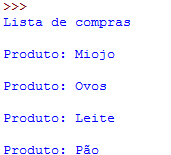 >>>
Lista de compras
Produto: Miojo
Produto: Ovos
Produto: Leite
Produto: Pão